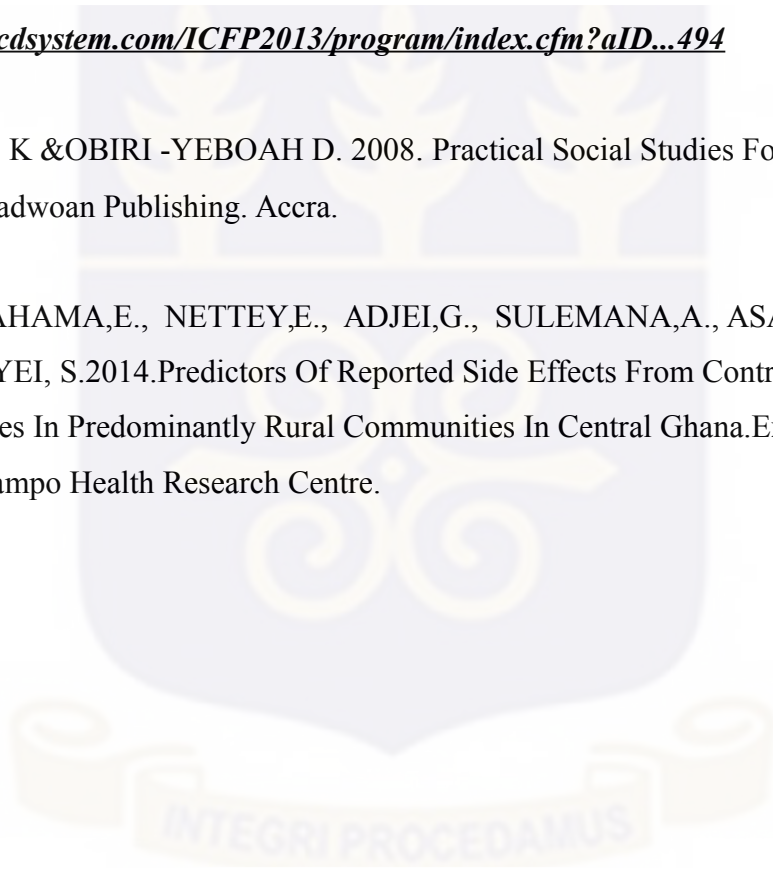 cdsystem.com/ICFP2013/program/index.cfm?aID...494
K &OBIRI -YEBOAH D. 2008. Practical Social Studies Fo
adwoan Publishing. Accra.
AHAMA,E., NETTEY,E., ADJEI,G., SULEMANA,A., ASA
YEI, S.2014.Predictors Of Reported Side Effects From Contr
es In Predominantly Rural Communities In Central Ghana.E
ampo Health Research Centre.
INTEGRI PROCEDAMUS